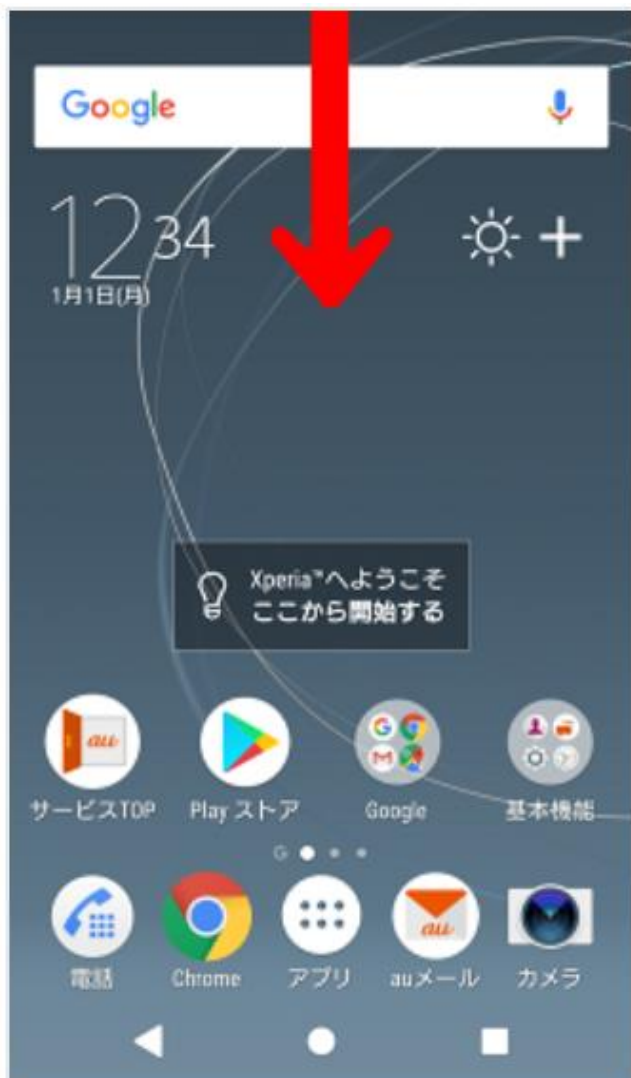 Google
12 34
1月1日(月)
Xperia™へようこそ
ここから開始する
au
サービスTOP
Play ストア
Google
基本機能
G
電話
Chrome
アプリ
au
auメール
カメラ